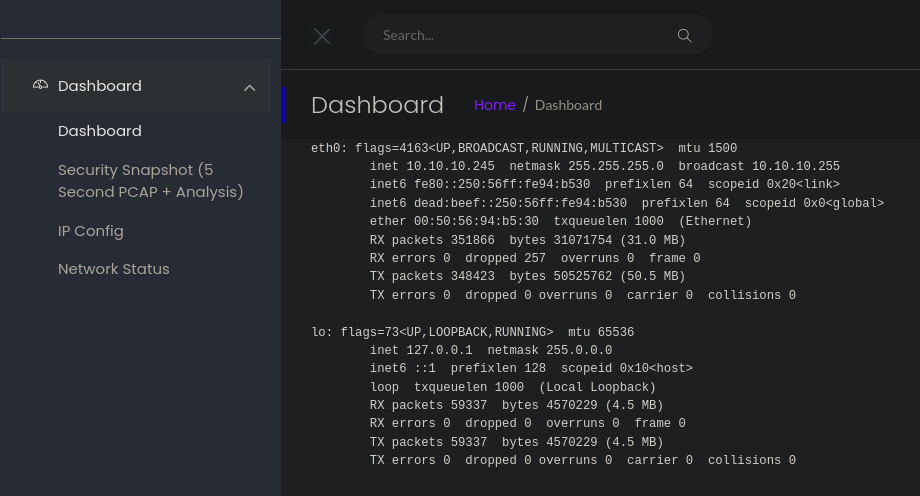 Search...
Dashboard
Dashboard
Security Snapshot (5
Second PCAP + Analysis)
IP Config
Network Status
Dashboard
Home / Dashboard
eth0: flags=4163<UP,BROADCAST,RUNNING,MULTICAST>  mtu 1500
        inet 10.10.10.245  netmask 255.255.255.0  broadcast 10.10.10.255
        inet6 fe80::250:56ff:fe94:b530  prefixlen 64  scopeid 0x20<link>
        inet6 dead:beef::250:56ff:fe94:b530  prefixlen 64  scopeid 0x0<global>
        ether 00:50:56:94:b5:30  txqueuelen 1000  (Ethernet)
        RX packets 351866  bytes 31071754 (31.0 MB)
        RX errors 0  dropped 257  overruns 0  frame 0
        TX packets 348423  bytes 50525762 (50.5 MB)
        TX errors 0  dropped 0 overruns 0  carrier 0  collisions 0
lo: flags=73<UP,LOOPBACK,RUNNING>  mtu 65536
        inet 127.0.0.1  netmask 255.0.0.0
        inet6 ::1  prefixlen 128  scopeid 0x10<host>
        loop  txqueuelen 1000  (Local Loopback)
        RX packets 59337  bytes 4570229 (4.5 MB)
        RX errors 0  dropped 0  overruns 0  frame 0
        TX packets 59337  bytes 4570229 (4.5 MB)
        TX errors 0  dropped 0 overruns 0  carrier 0  collisions 0